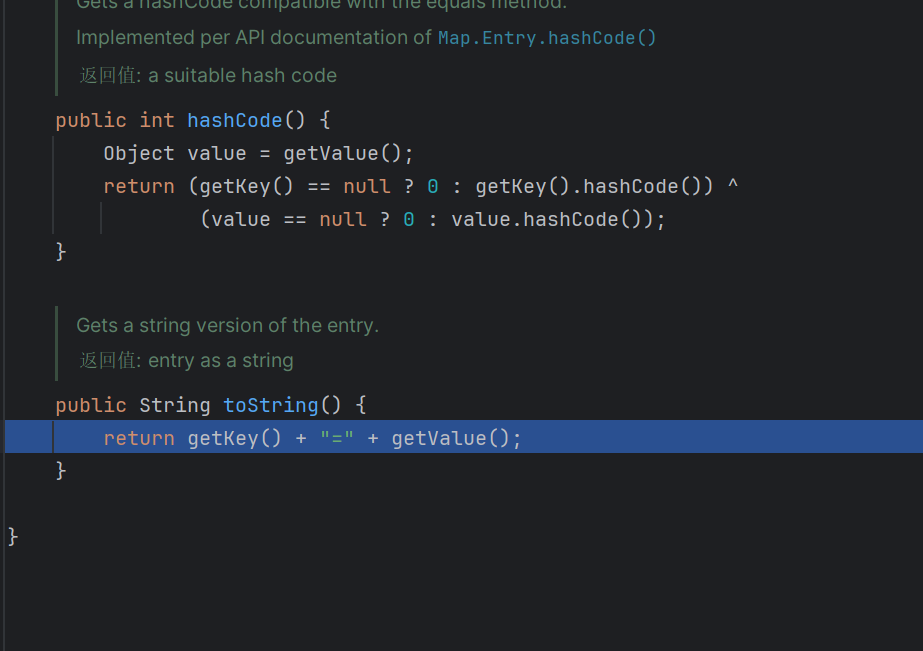 Gets a hashCode compatible with the equals method.
Implemented per API documentation of Map.Entry.hashCode()
返回值: a suitable hash code
public int hashCode() {
Object value = getValue();
return (getKey() == null ? 0 : getKey().hashCode()) ^
(value == null ? 0 : value.hashCode());
}
Gets a string version of the entry.
返回值: entry as a string
public String toString() {
return getKey() + "=" + getValue();
}
}